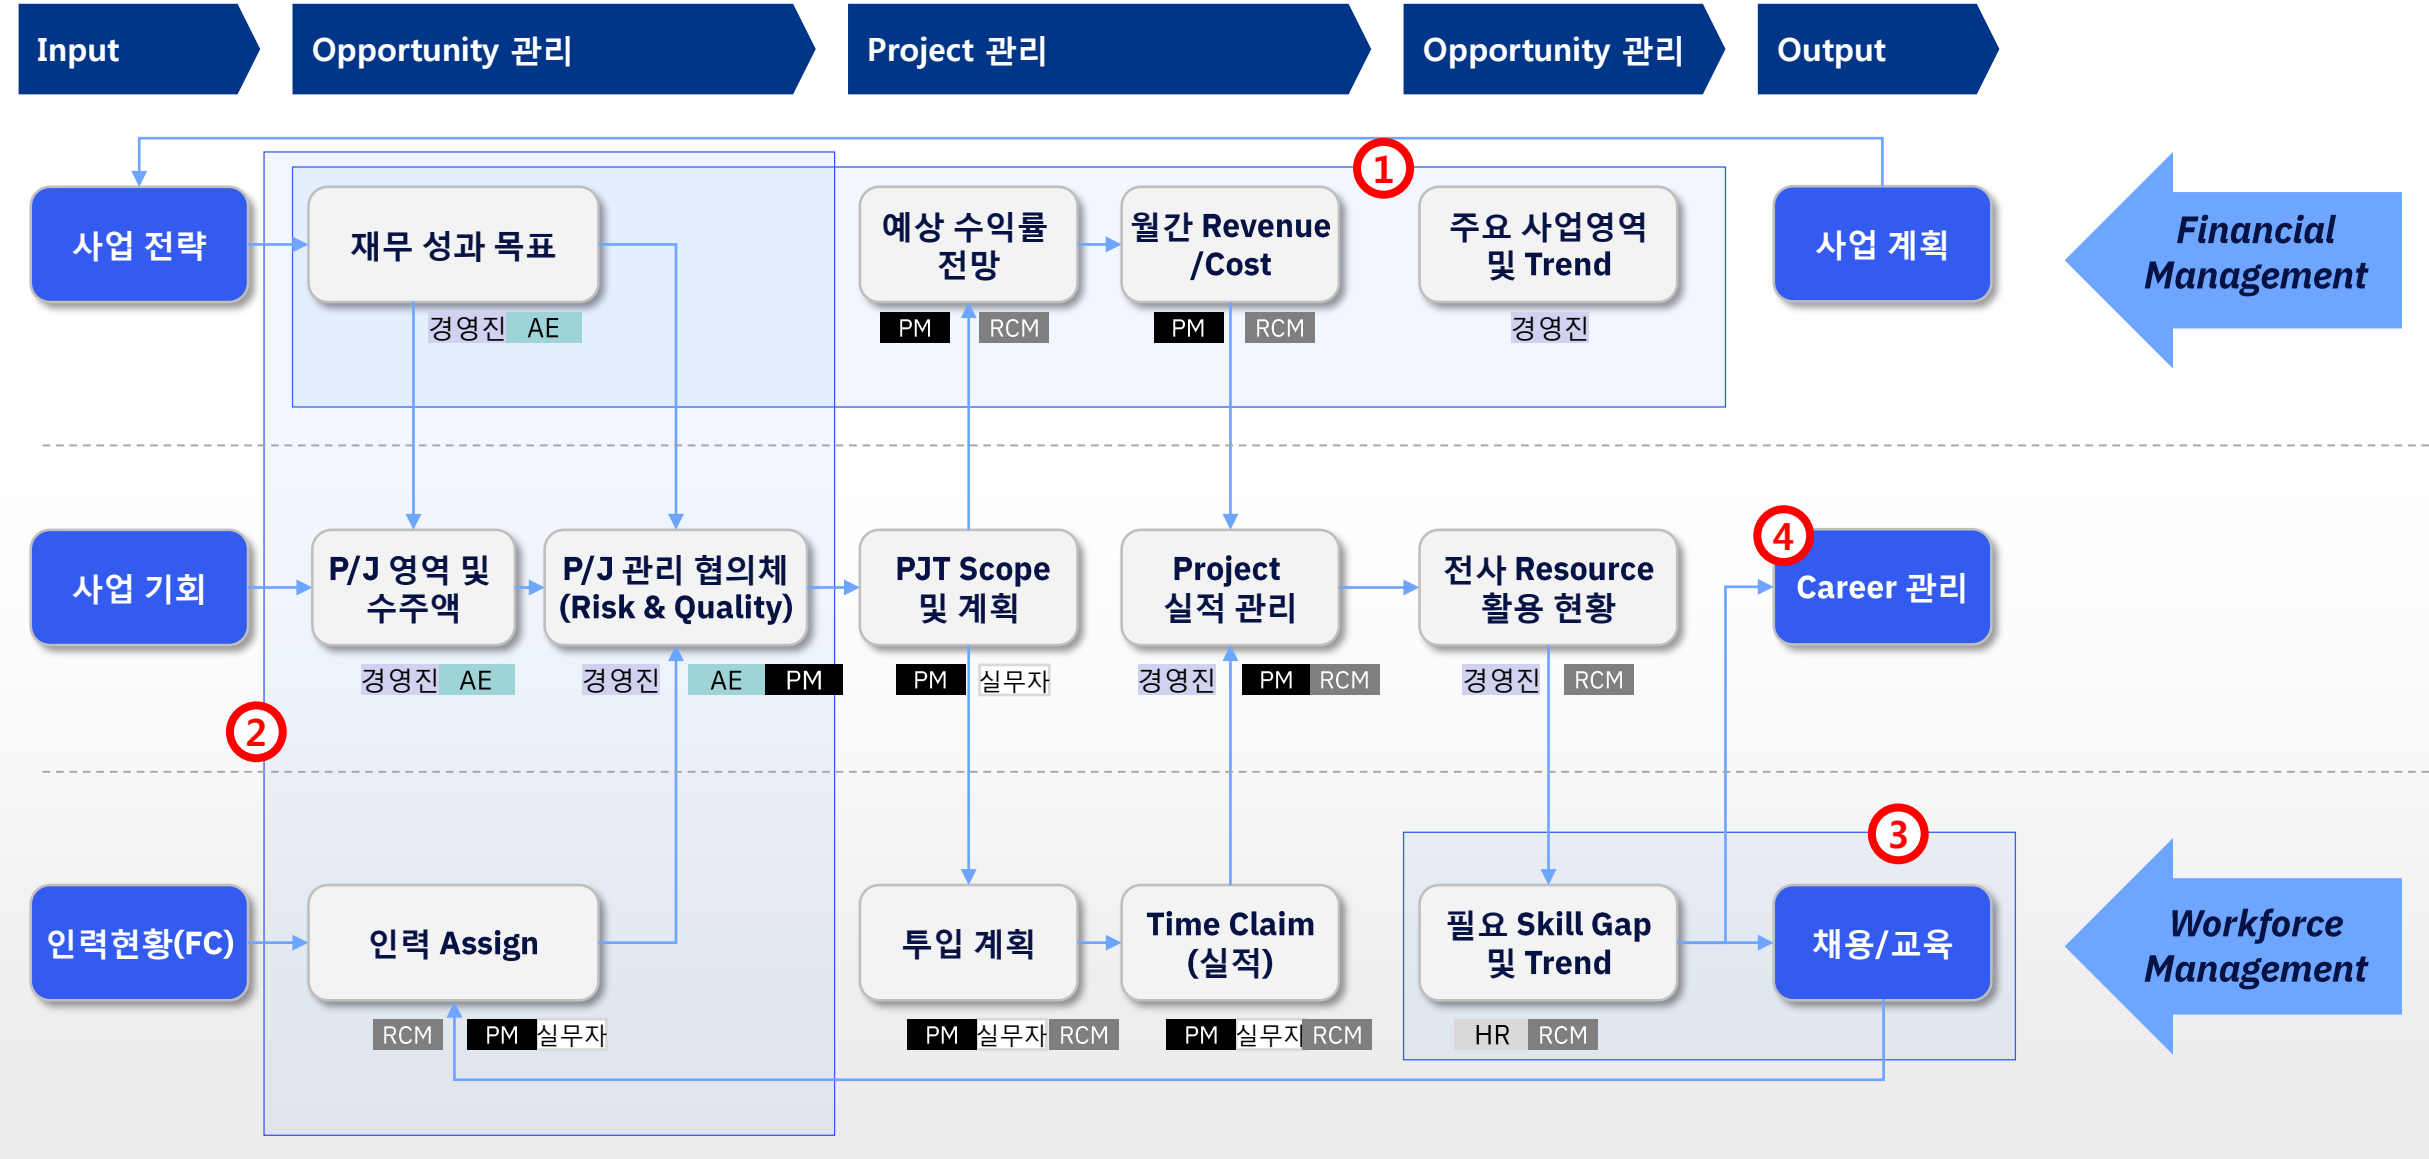 Input
Opportunity 관리
Project 관리
Opportunity 관리
Output
1
사업 전략
재무 성과 목표
예상 수익률
전망
월간 Revenue
/Cost
주요 사업영역
및 Trend
사업 계획
Financial
Management
경영진 AE
PM RCM
PM RCM
경영진
4
사업 기회
P/J 영역 및
수주액
P/J 관리 협의체
(Risk & Quality)
PJT Scope
및 계획
Project
실적 관리
전사 Resource
활용 현황
Career 관리
경영진 AE
경영진 AE PM
PM 실무자
경영진 PM RCM
경영진 RCM
2
3
인력현황(FC)
인력 Assign
투입 계획
Time Claim
(실적)
필요 Skill Gap
및 Trend
채용/교육
Workforce
Management
RCM PM 실무자
PM 실무자 RCM
PM 실무자 RCM
HR RCM